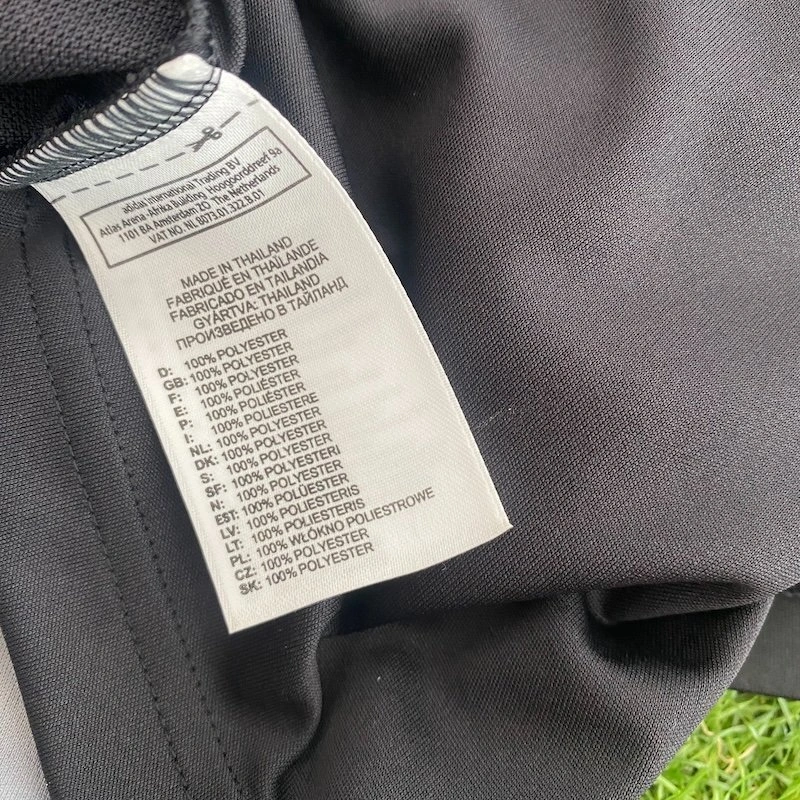 adidas International Trading BV
Atlas Arena-Afrika Building Hoogoorddreef 9a
1101 BA Amsterdam ZO The Netherlands
VAT NO. NL 8073.01.322.B.01
MADE IN THAILAND
FABRIQUE EN THAÏLANDE
FABRICADO EN TAILANDIA
GYÁRTVA: THAILAND
ПРОИЗВЕДЕНО В ТАЙЛАНД
D: 100% POLYESTER
GB: 100% POLYESTER
F: 100% POLYESTER
E: 100% POLIÉSTER
P: 100% POLIÉSTER
I: 100% POLIESTERE
NL: 100% POLYESTER
DK: 100% POLYESTER
S: 100% POLYESTER
SF: 100% POLYESTERI
N: 100% POLYESTER
EST: 100% POLÜESTER
LV: 100% POLIESTERIS
LT: 100% POLIESTERIS
PL: 100% WŁÓKNO POLIESTROWE
CZ: 100% POLYESTER
SK: 100% POLYESTER